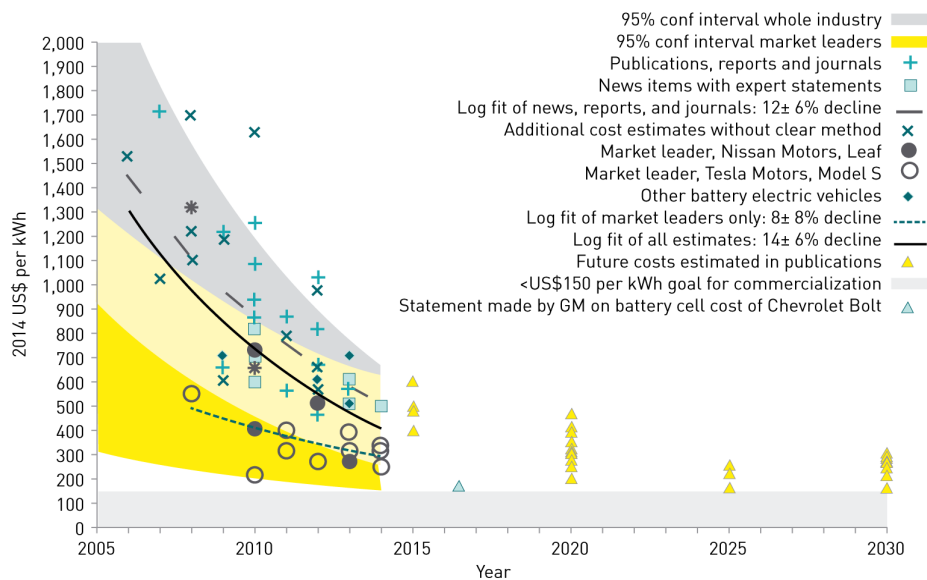 95% conf interval whole industry
95% conf interval market leaders
Publications, reports and journals
News items with expert statements
Log fit of news, reports, and journals: 12± 6% decline
Additional cost estimates without clear method
Market leader, Nissan Motors, Leaf
Market leader, Tesla Motors, Model S
Other battery electric vehicles
Log fit of market leaders only: 8± 8% decline
Log fit of all estimates: 14± 6% decline
Future costs estimated in publications
<US$150 per kWh goal for commercialization
Statement made by GM on battery cell cost of Chevrolet Bolt
2014 US$ per kWh
2,000
1,900
1,800
1,700
1,600
1,500
1,400
1,300
1,200
1,100
1,000
900
800
700
600
500
400
300
200
100
0
2005
2010
2015
2020
2025
2030
Year